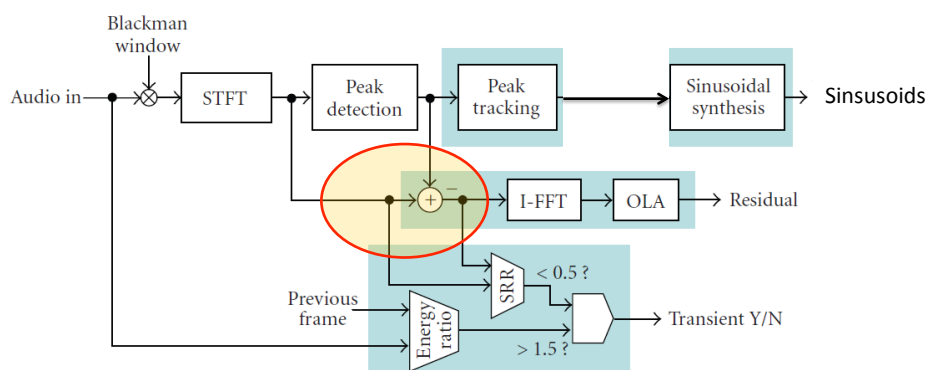 Blackman
window
Audio in
STFT
Peak
detection
Peak
tracking
Sinusoidal
synthesis
Sinsusoids
+
−
I-FFT
OLA
Residual
SRR
< 0.5 ?
Previous
frame
Energy
ratio
> 1.5 ?
Transient Y/N